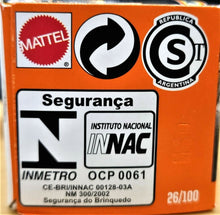 MATTEL
REPUBLICA
S T
ARGENTINA
Segurança
N
INMETRO
INSTITUTO NACIONAL
INNAC
OCP 0061
CE-BRI/INNAC 00128-03A
NM 300/2002
Segurança do Brinquedo
26/100